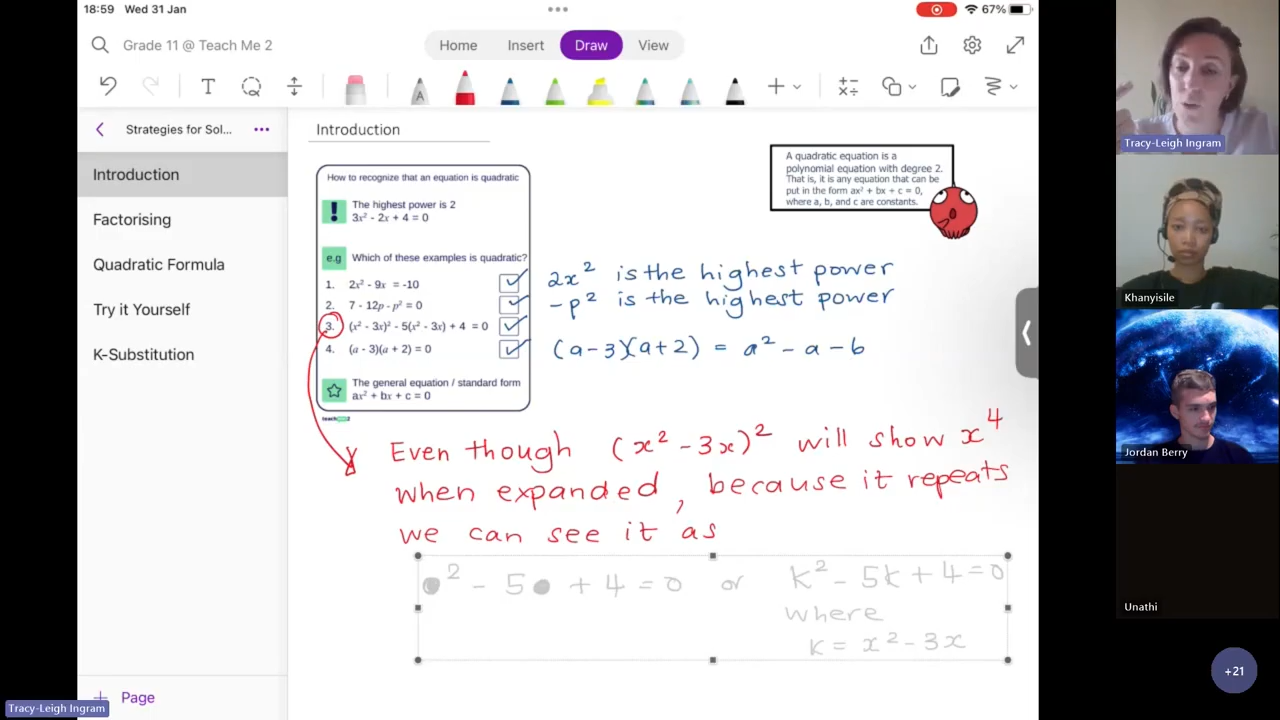 18:59 Wed 31 Jan
67%
Grade 11 @ Teach Me 2
Home Insert Draw View
T
A
Strategies for Sol...
Introduction
Factorising
Quadratic Formula
Try it Yourself
K-Substitution
Page
Introduction
How to recognize that an equation is quadratic
!
The highest power is 2
3x² - 2x + 4 = 0
e.g Which of these examples is quadratic?
1. 2x² - 9x = -10
2. 7 - 12p - p² = 0
3. (x² - 3x)² - 5(x² - 3x) + 4 = 0
4. (a - 3)(a + 2) = 0
The general equation / standard form
ax² + bx + c = 0
teach me 2
A quadratic equation is a
polynomial equation with degree 2.
That is, it is any equation that can be
put in the form ax² + bx + c = 0,
where a, b, and c are constants.
2x² is the highest power
-p² is the highest power
(a-3)(a+2) = a² - a - b
Even though (x² - 3x)² will show x⁴
when expanded, because it repeats
we can see it as
●² - 5● + 4 = 0 or K² - 5k + 4 = 0
where
k = x² - 3x
Tracy-Leigh Ingram
Khanyisile
Jordan Berry
Unathi
+21
Tracy-Leigh Ingram